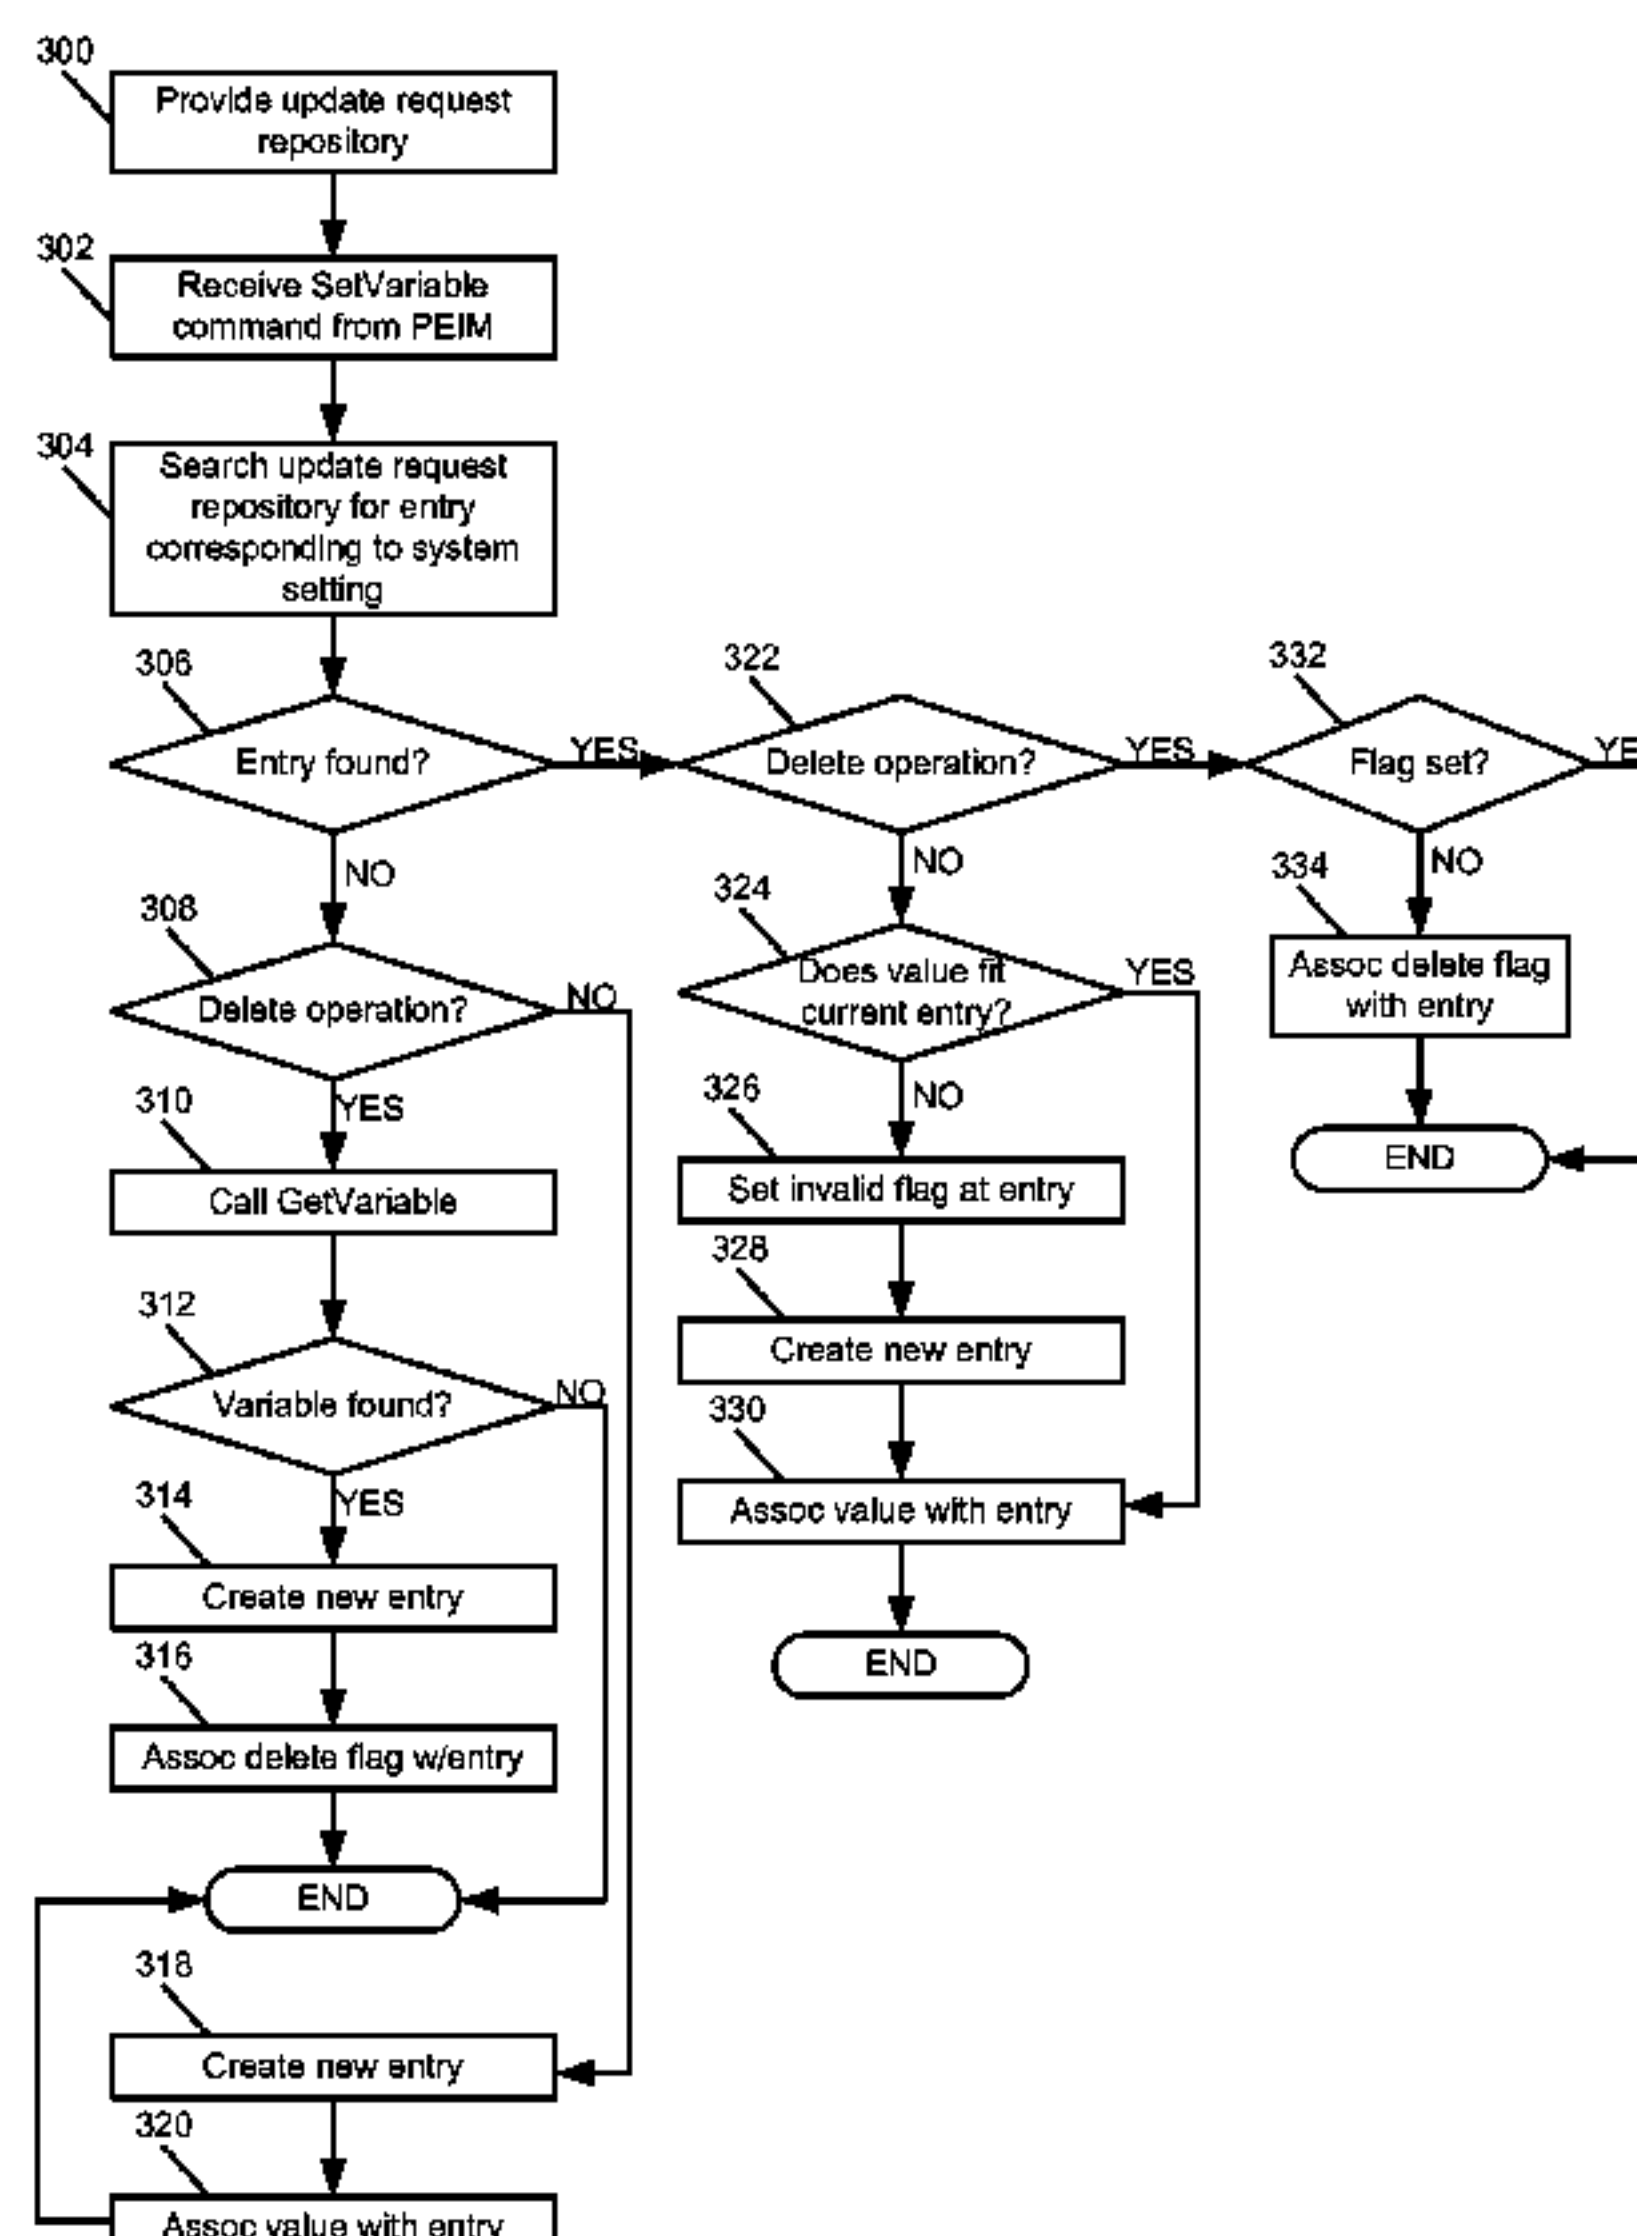 300
Provide update request
repository
302
Receive SetVariable
command from PEIM
304
Search update request
repository for entry
corresponding to system
setting
306
Entry found?
YES
NO
322
Delete operation?
YES
NO
332
Flag set?
YE
NO
334
Assoc delete flag
with entry
END
308
Delete operation?
NO
YES
324
Does value fit
current entry?
YES
NO
310
Call GetVariable
326
Set invalid flag at entry
328
Create new entry
312
Variable found?
NO
YES
330
Assoc value with entry
END
314
Create new entry
316
Assoc delete flag w/entry
END
318
Create new entry
320
Assoc value with entry